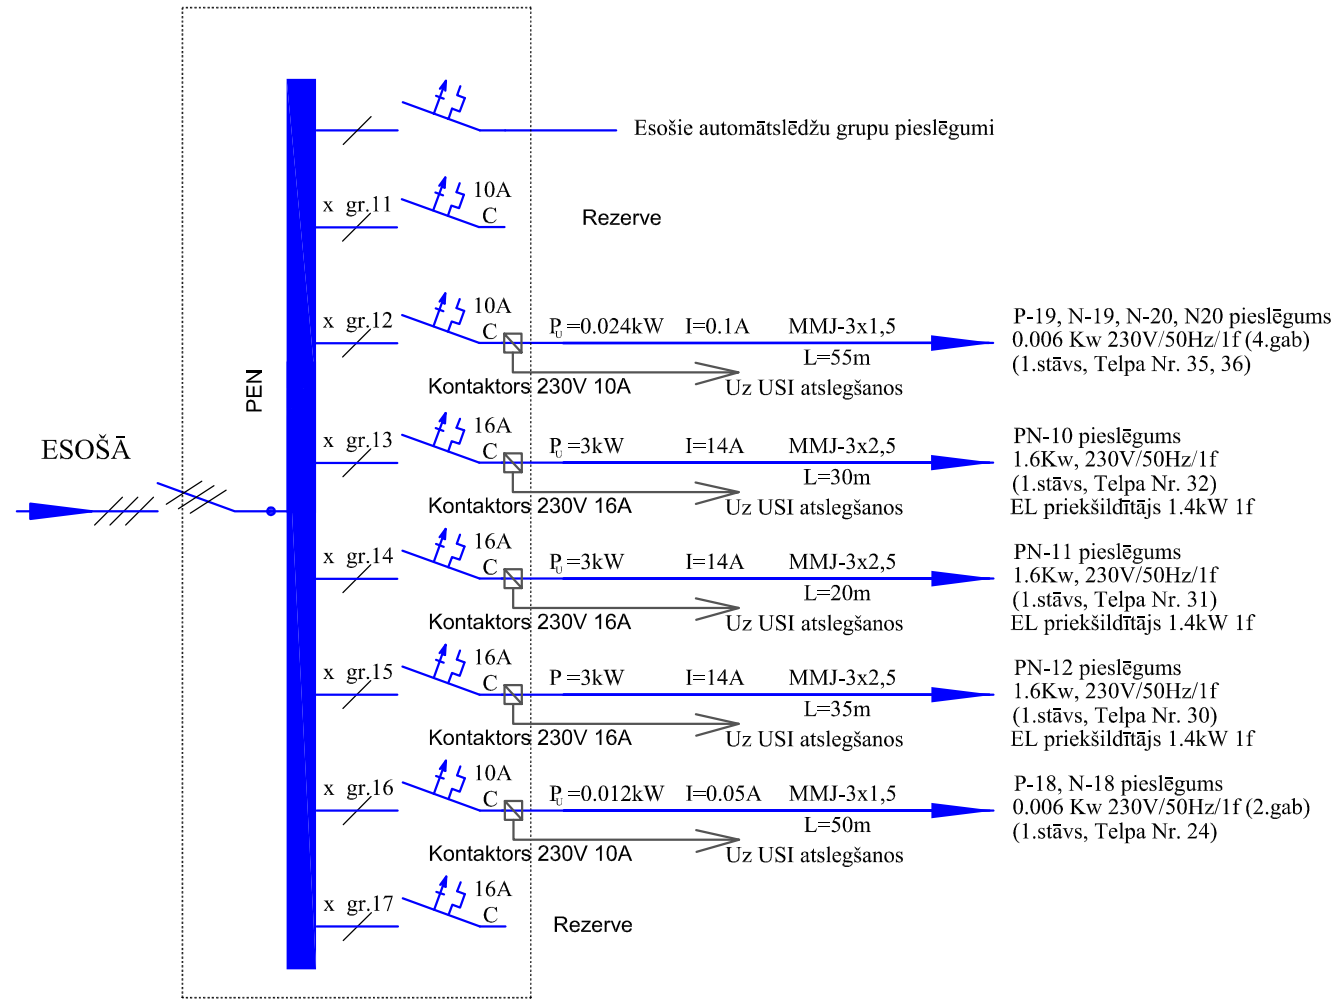 Esošie automātslēdžu grupu pieslēgumi
x gr.11
10A
C
Rezerve
x gr.12
10A
C
PU=0.024kW I=0.1A MMJ-3x1,5
L=55m
Kontaktors 230V 10A
Uz USI atslegšanos
P-19, N-19, N-20, N20 pieslēgums
0.006 Kw 230V/50Hz/1f (4.gab)
(1.stāvs, Telpa Nr. 35, 36)
PEN
ESOŠĀ
x gr.13
16A
C
PU=3kW I=14A MMJ-3x2,5
L=30m
Kontaktors 230V 16A
Uz USI atslegšanos
PN-10 pieslēgums
1.6Kw, 230V/50Hz/1f
(1.stāvs, Telpa Nr. 32)
EL priekšildītājs 1.4kW 1f
x gr.14
16A
C
PU=3kW I=14A MMJ-3x2,5
L=20m
Kontaktors 230V 16A
Uz USI atslegšanos
PN-11 pieslēgums
1.6Kw, 230V/50Hz/1f
(1.stāvs, Telpa Nr. 31)
EL priekšildītājs 1.4kW 1f
x gr.15
16A
C
P=3kW I=14A MMJ-3x2,5
L=35m
Kontaktors 230V 16A
Uz USI atslegšanos
PN-12 pieslēgums
1.6Kw, 230V/50Hz/1f
(1.stāvs, Telpa Nr. 30)
EL priekšildītājs 1.4kW 1f
x gr.16
10A
C
PU=0.012kW I=0.05A MMJ-3x1,5
L=50m
Kontaktors 230V 10A
Uz USI atslegšanos
P-18, N-18 pieslēgums
0.006 Kw 230V/50Hz/1f (2.gab)
(1.stāvs, Telpa Nr. 24)
x gr.17
16A
C
Rezerve